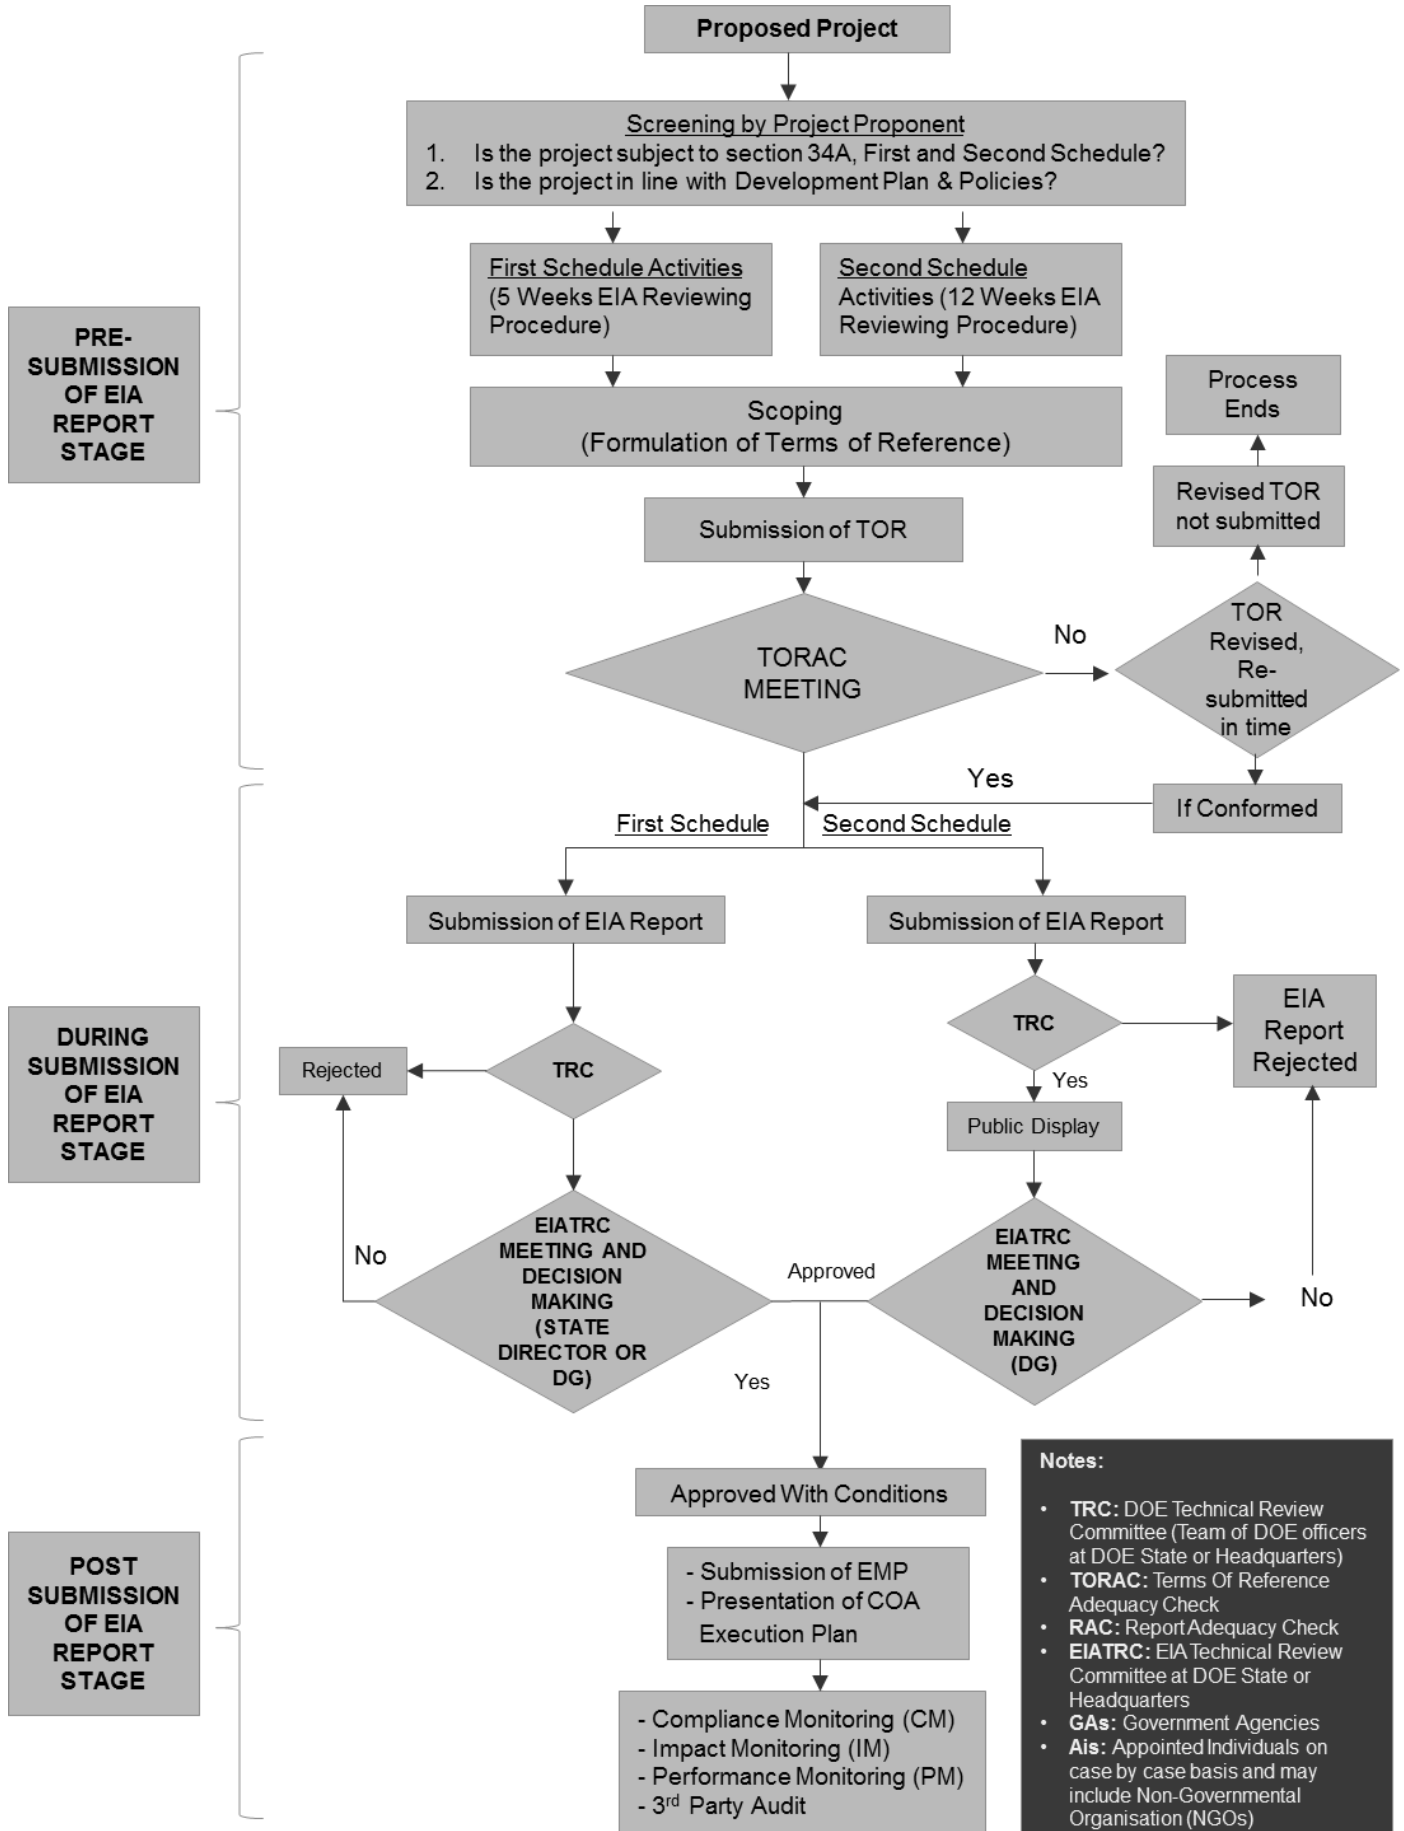 Proposed Project
Screening by Project Proponent
1. Is the project subject to section 34A, First and Second Schedule?
2. Is the project in line with Development Plan & Policies?
First Schedule Activities
(5 Weeks EIA Reviewing
Procedure)
Second Schedule
Activities (12 Weeks EIA
Reviewing Procedure)
PRE-
SUBMISSION
OF EIA
REPORT
STAGE
Scoping
(Formulation of Terms of Reference)
Process
Ends
Revised TOR
not submitted
Submission of TOR
TORAC
MEETING
No
TOR
Revised,
Re-
submitted
in time
Yes
If Conformed
First Schedule
Second Schedule
Submission of EIA Report
Submission of EIA Report
DURING
SUBMISSION
OF EIA
REPORT
STAGE
TRC
EIA
Report
Rejected
Rejected
TRC
Yes
Public Display
EIATRC
MEETING AND
DECISION
MAKING
(STATE
DIRECTOR OR
DG)
No
Approved
EIATRC
MEETING
AND
DECISION
MAKING
(DG)
No
Yes
Approved With Conditions
- Submission of EMP
- Presentation of COA
Execution Plan
POST
SUBMISSION
OF EIA
REPORT
STAGE
- Compliance Monitoring (CM)
- Impact Monitoring (IM)
- Performance Monitoring (PM)
- 3rd Party Audit
Notes:
• TRC: DOE Technical Review
Committee (Team of DOE officers
at DOE State or Headquarters)
• TORAC: Terms Of Reference
Adequacy Check
• RAC: Report Adequacy Check
• EIATRC: EIA Technical Review
Committee at DOE State or
Headquarters
• GAs: Government Agencies
• Ais: Appointed Individuals on
case by case basis and may
include Non-Governmental
Organisation (NGOs)